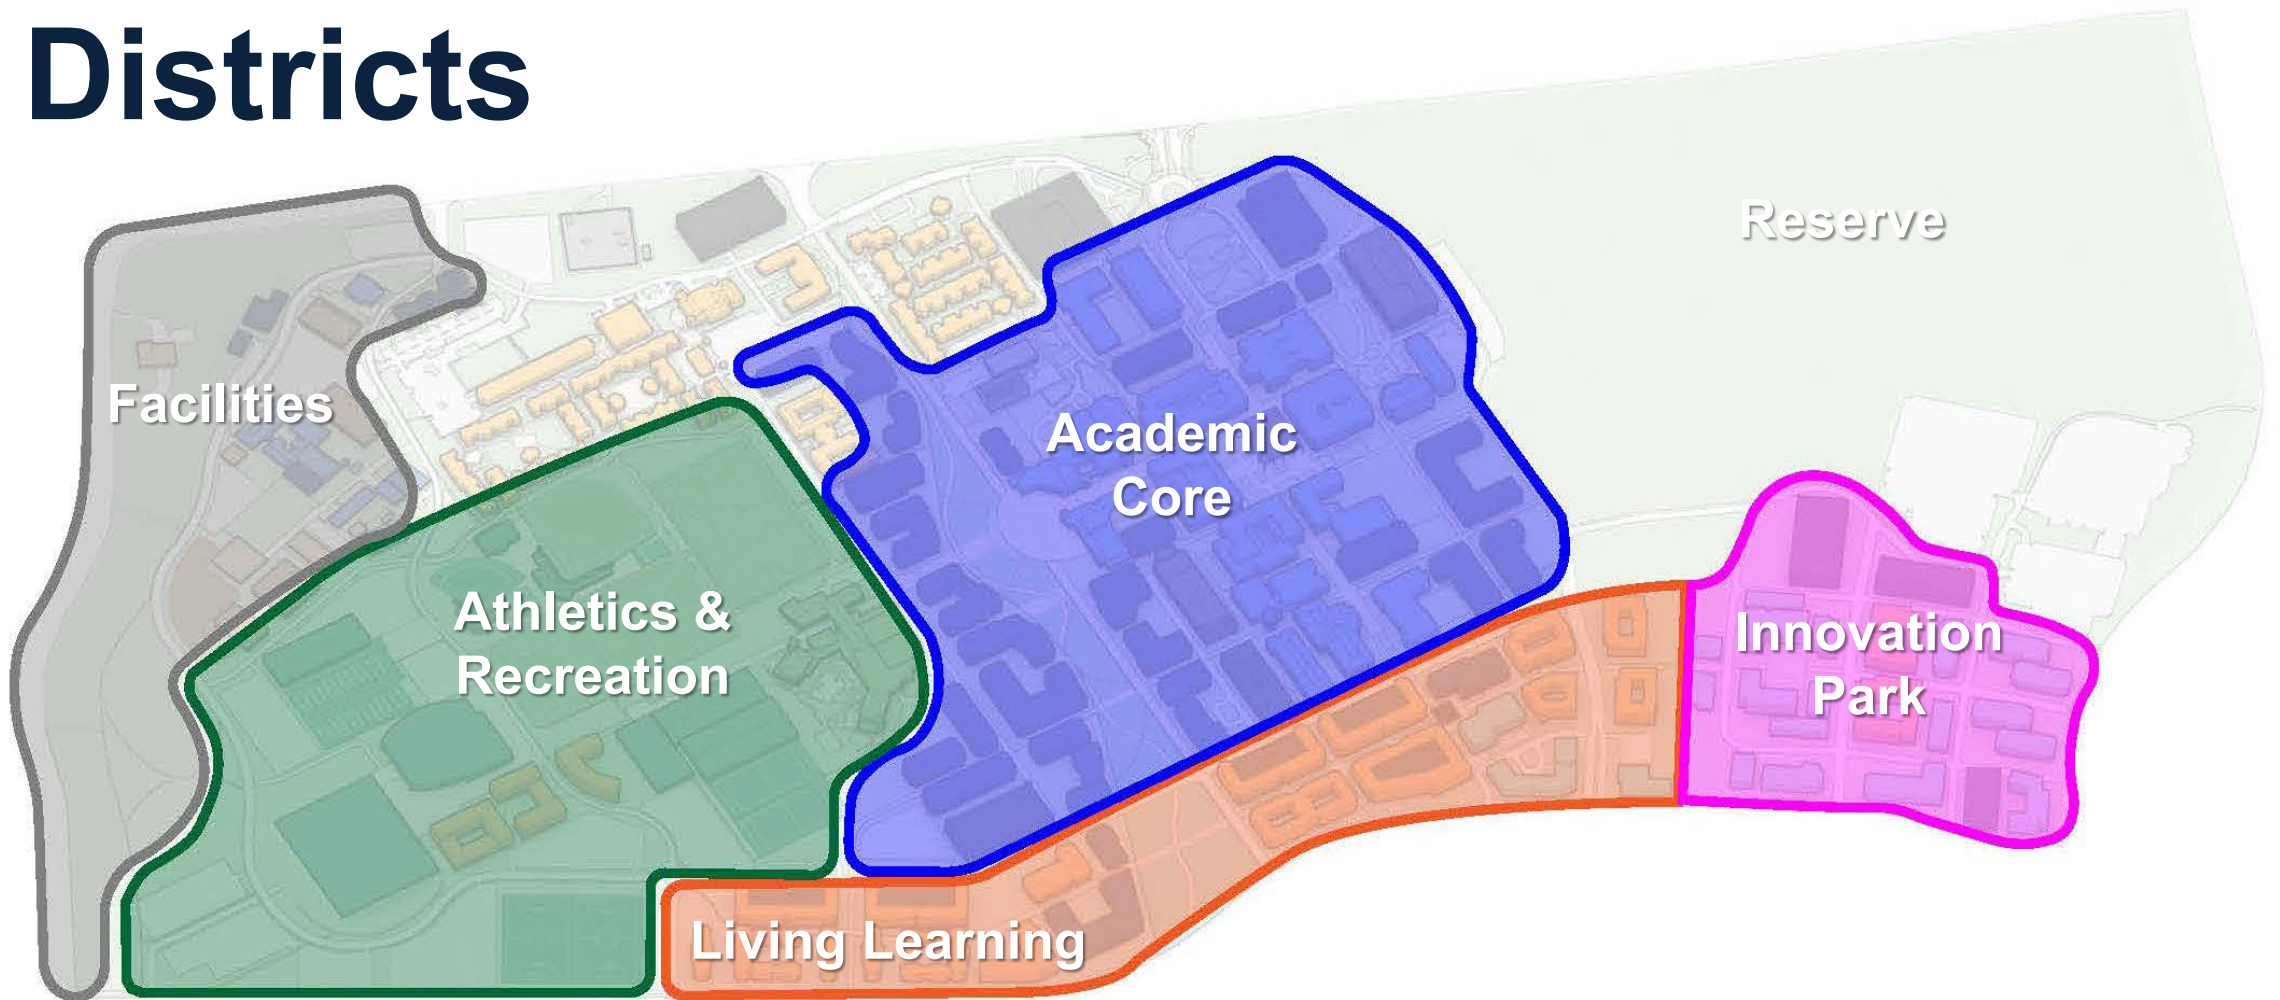 Districts
Reserve
Facilities
Academic
Core
Athletics &
Recreation
Innovation
Park
Living Learning